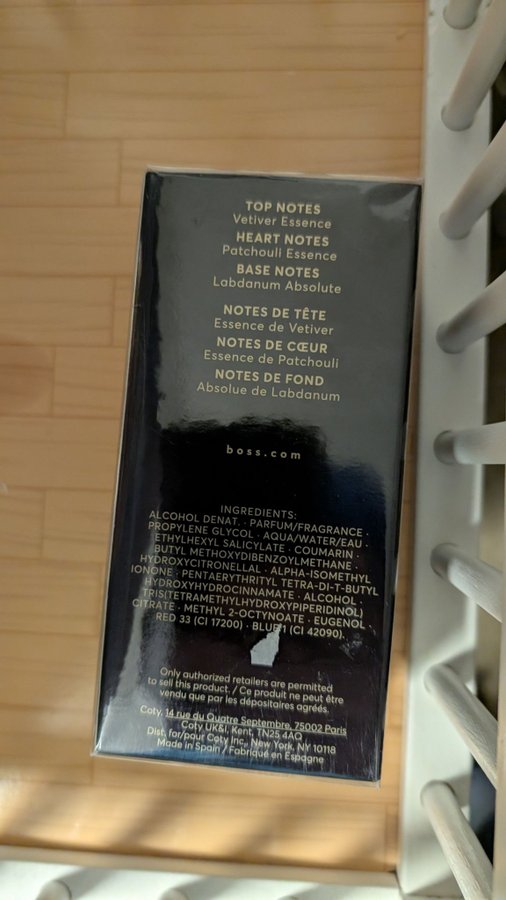 TOP NOTES
Vetiver Essence
HEART NOTES
Patchouli Essence
BASE NOTES
Labdanum Absolute
NOTES DE TÊTE
Essence de Vetiver
NOTES DE CŒUR
Essence de Patchouli
NOTES DE FOND
Absolue de Labdanum
boss.com
INGREDIENTS:
ALCOHOL DENAT. · PARFUM/FRAGRANCE ·
PROPYLENE GLYCOL · AQUA/WATER/EAU ·
ETHYLHEXYL SALICYLATE · COUMARIN ·
BUTYL METHOXYDIBENZOYLMETHANE ·
HYDROXYCITRONELLAL · ALPHA-ISOMETHYL
IONONE · PENTAERYTHRITYL TETRA-DI-T-BUTYL
HYDROXYHYDROCINNAMATE · ALCOHOL ·
TRIS(TETRAMETHYLHYDROXYPIPERIDINOL)
CITRATE · METHYL 2-OCTYNOATE · EUGENOL ·
RED 33 (CI 17200) · BLUE 1 (CI 42090).
Only authorized retailers are permitted
to sell this product. / Ce produit ne peut être
vendu que par les dépositaires agréés.
Coty, 14 rue du Quatre Septembre, 75002 Paris
Coty UK&I, Kent, TN25 4AQ
Dist. for/pour Coty Inc., New York, NY 10118
Made in Spain / Fabriqué en Espagne